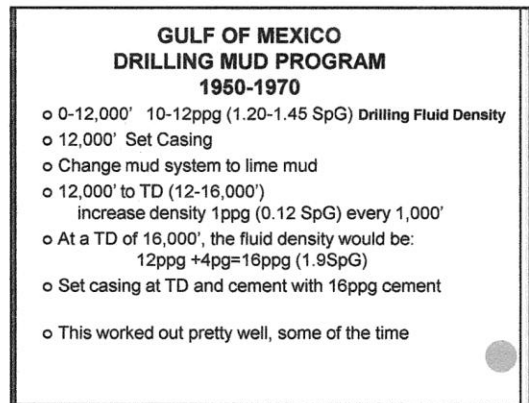 GULF OF MEXICO
DRILLING MUD PROGRAM
1950-1970
o 0-12,000' 10-12ppg (1.20-1.45 SpG) Drilling Fluid Density
o 12,000' Set Casing
o Change mud system to lime mud
o 12,000' to TD (12-16,000')
increase density 1ppg (0.12 SpG) every 1,000'
o At a TD of 16,000', the fluid density would be:
12ppg +4pg=16ppg (1.9SpG)
o Set casing at TD and cement with 16ppg cement
o This worked out pretty well, some of the time